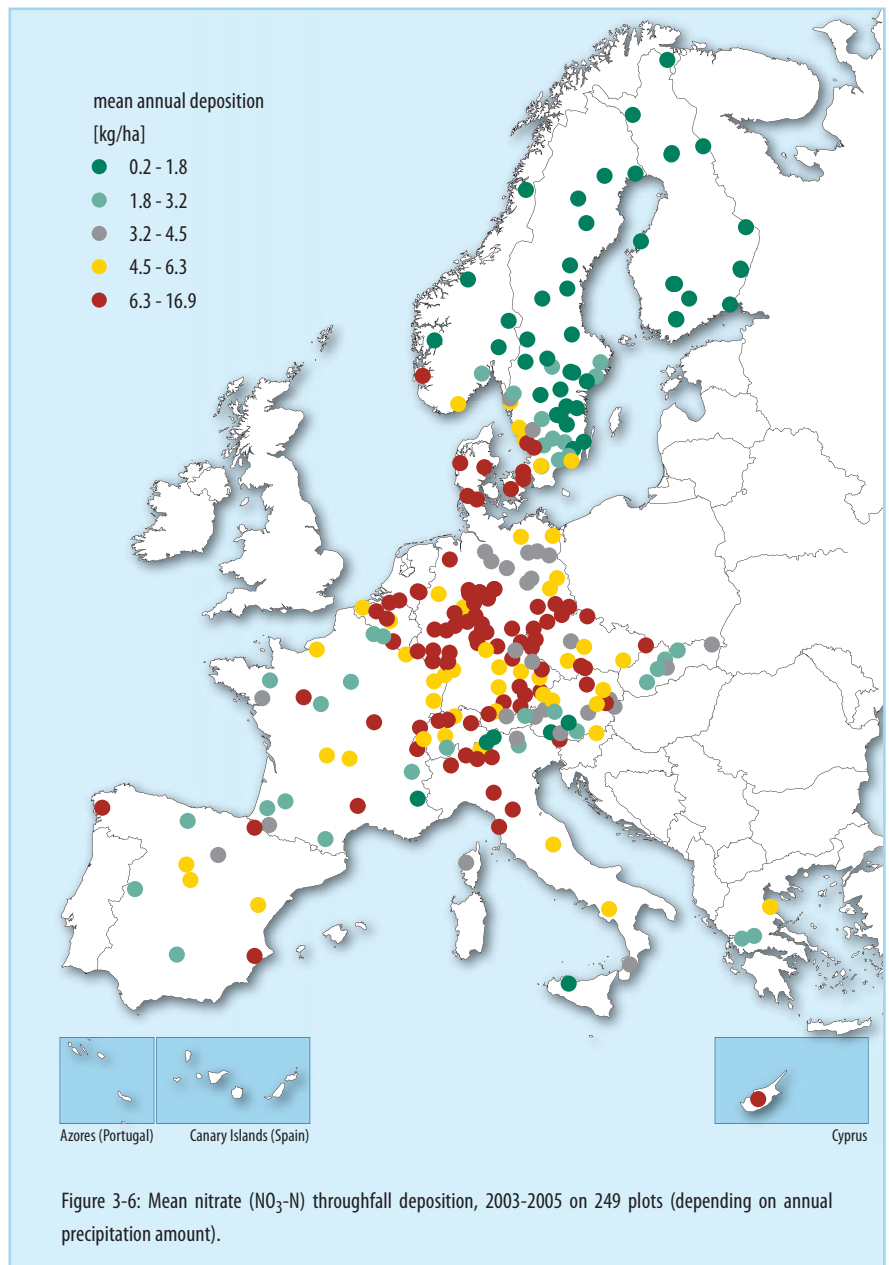 mean annual deposition
[kg/ha]
0.2 - 1.8
1.8 - 3.2
3.2 - 4.5
4.5 - 6.3
6.3 - 16.9
Azores (Portugal)
Canary Islands (Spain)
Cyprus
Figure 3-6: Mean nitrate (NO₃-N) throughfall deposition, 2003-2005 on 249 plots (depending on annual
precipitation amount).